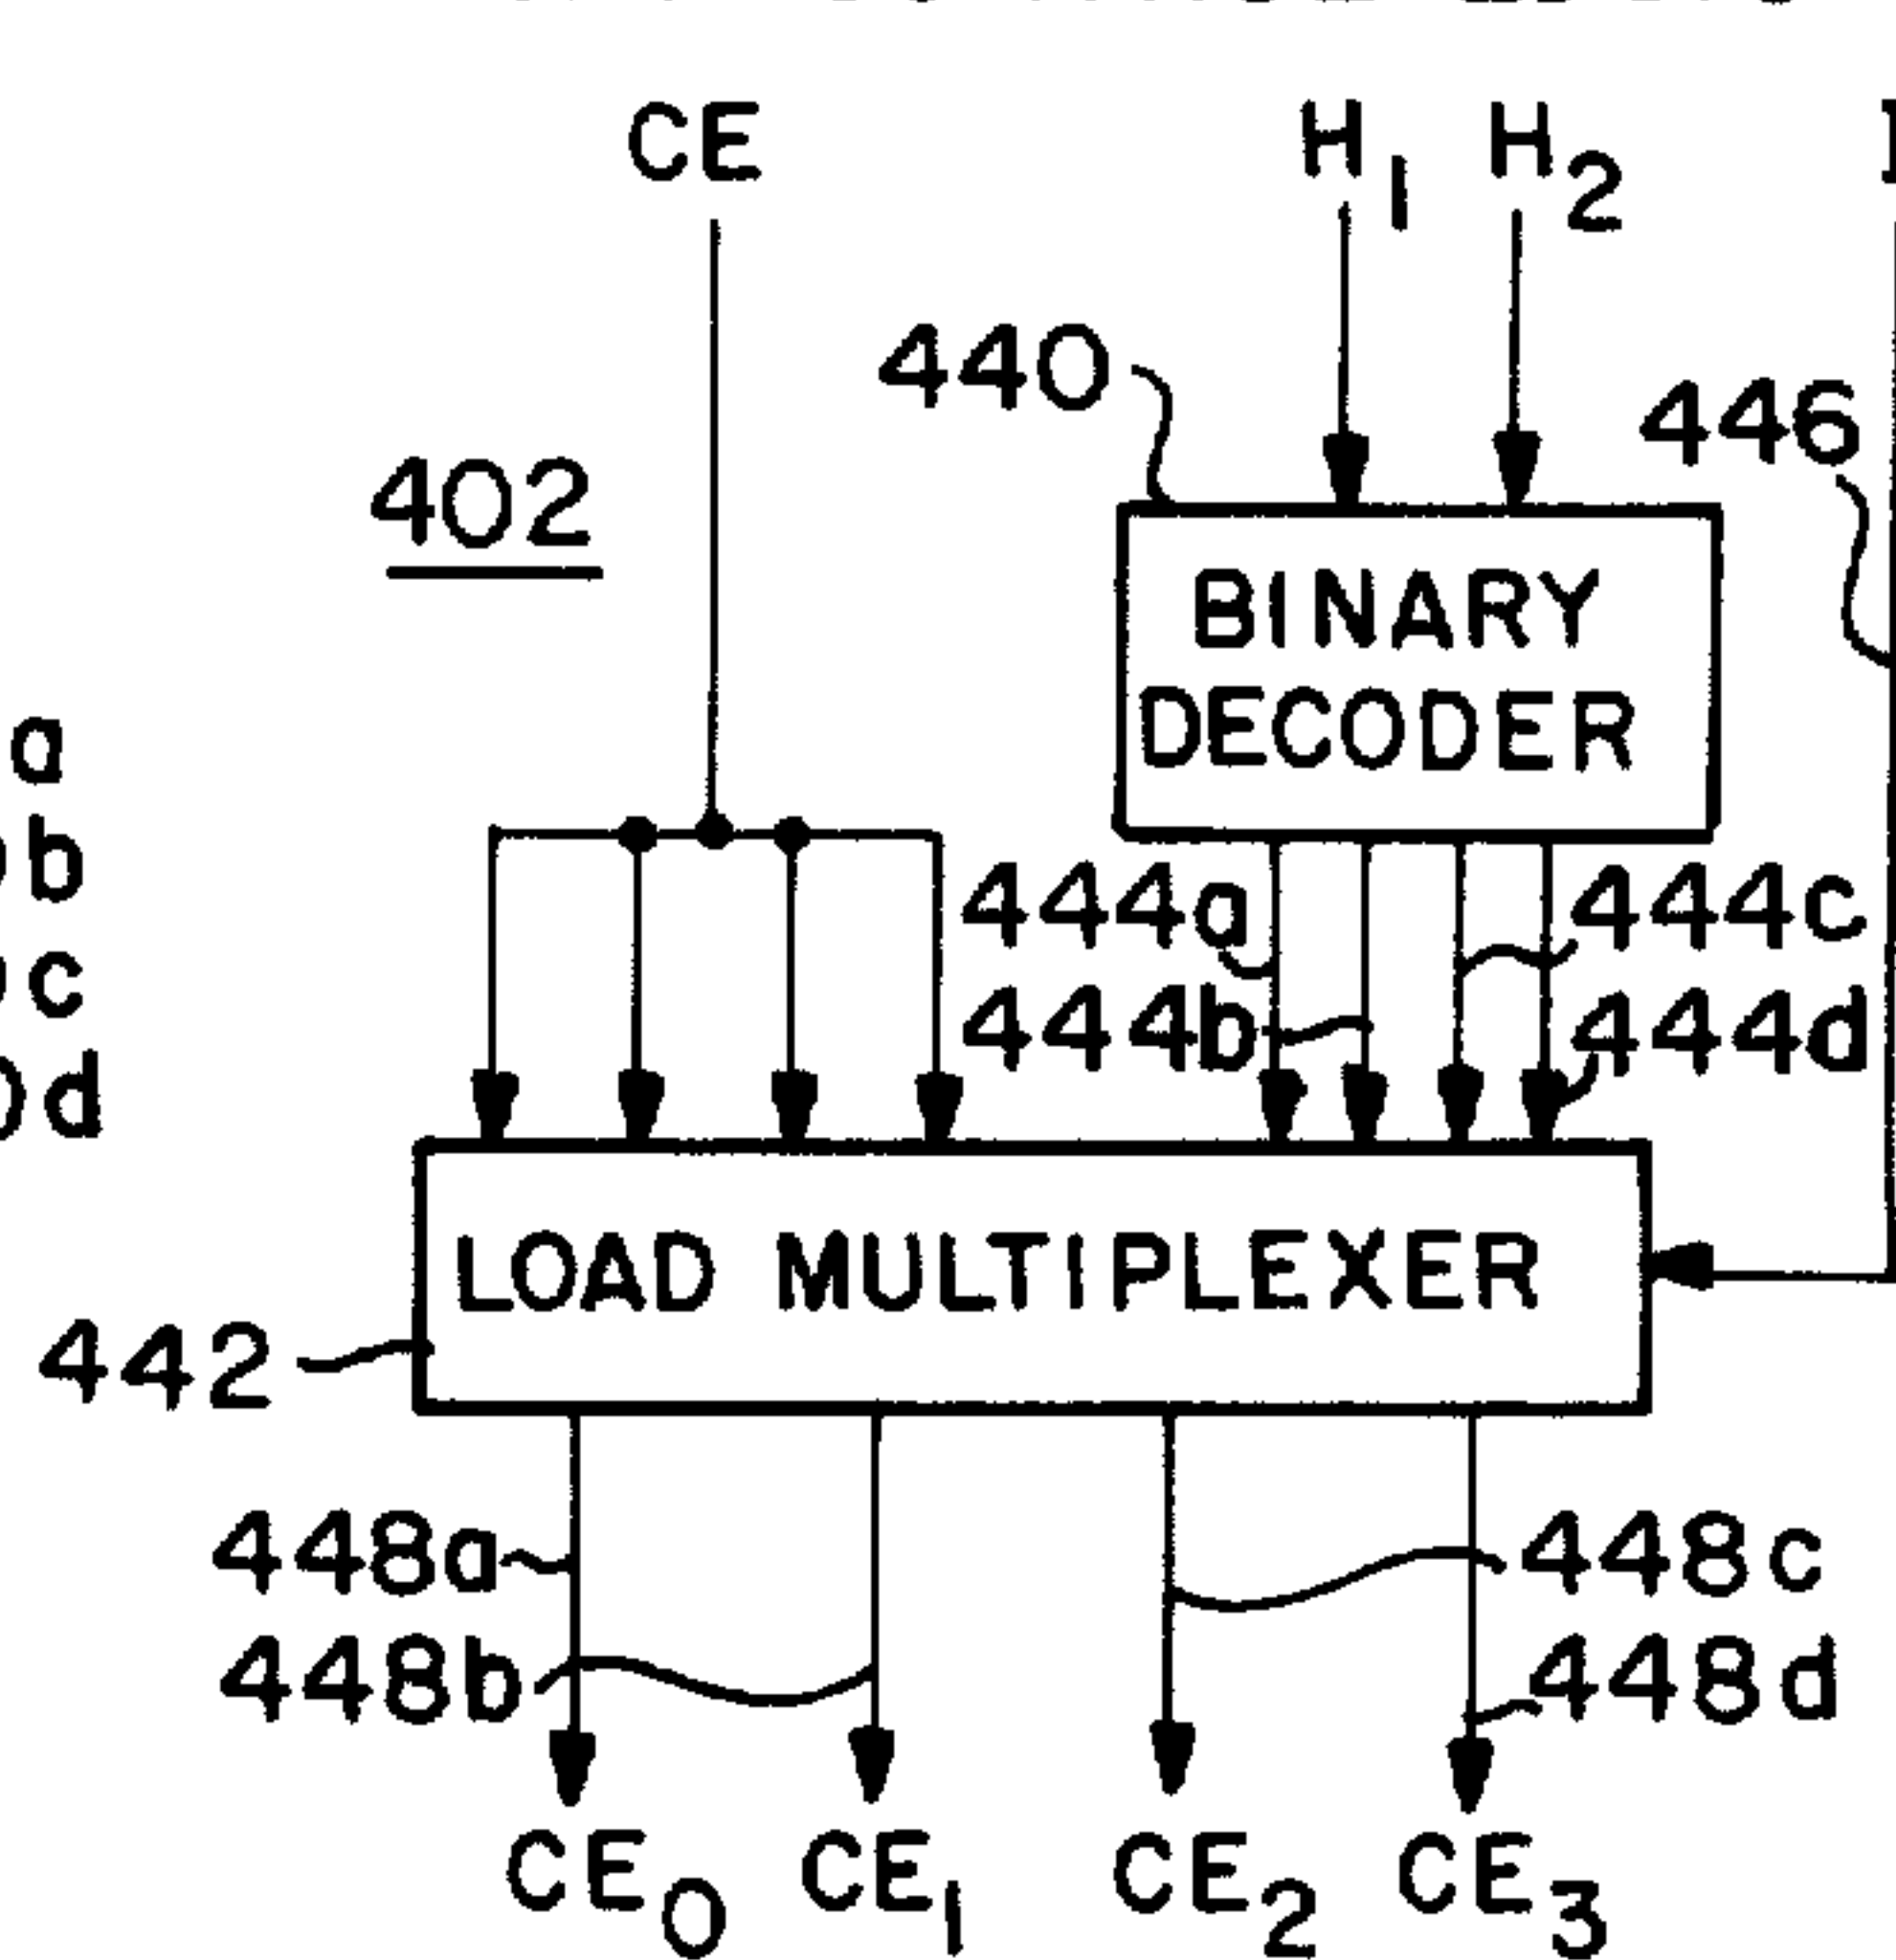 CE H₁ H₂
440
446
402
BINARY
DECODER
a
b
c
d
444a 444c
444b 444d
LOAD MULTIPLEXER
442
448a 448c
448b 448d
CE₀ CE₁ CE₂ CE₃